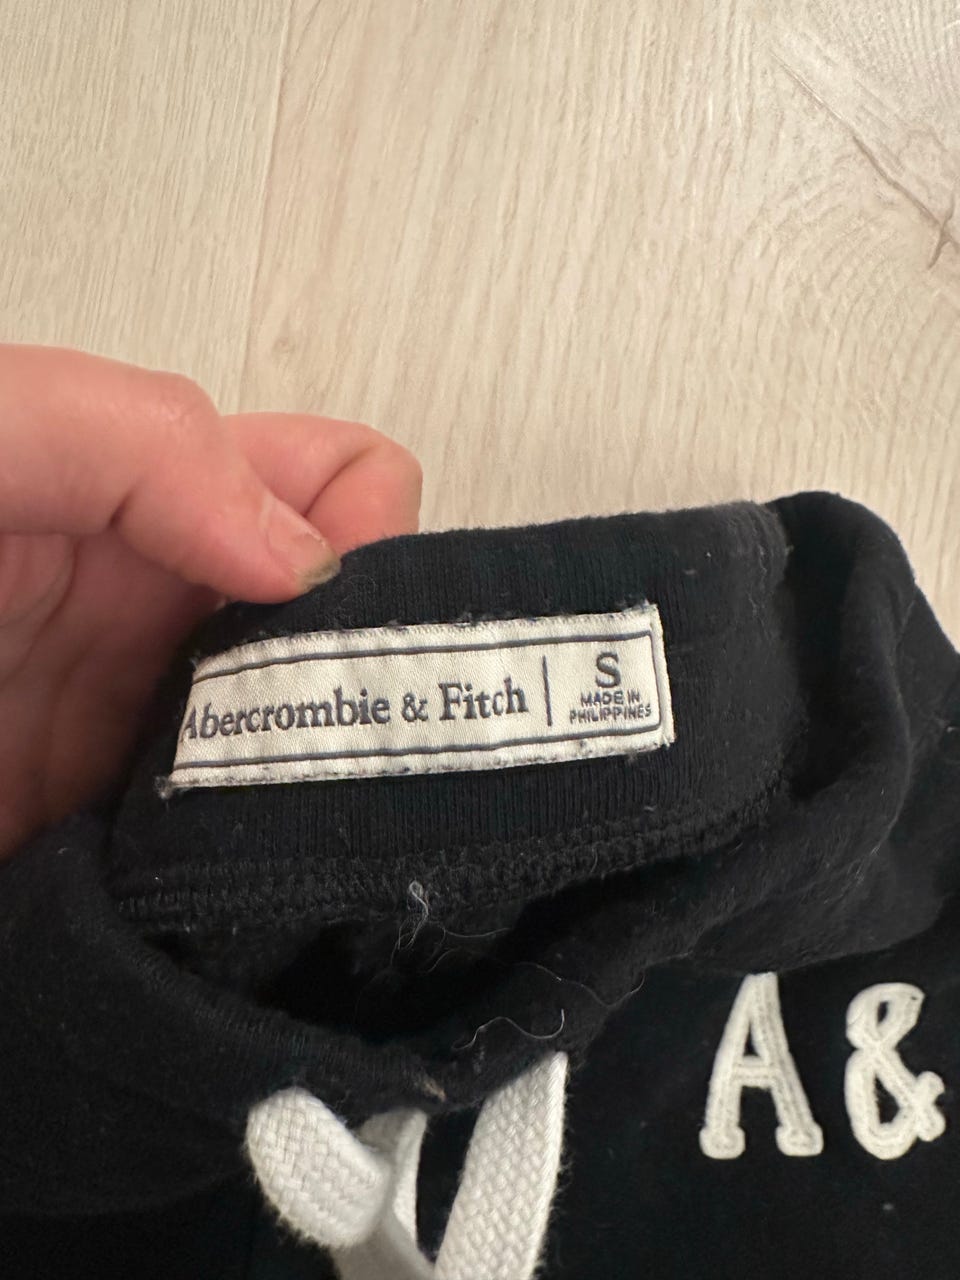 Abercrombie & Fitch
S
MADE IN
PHILIPPINES
A&